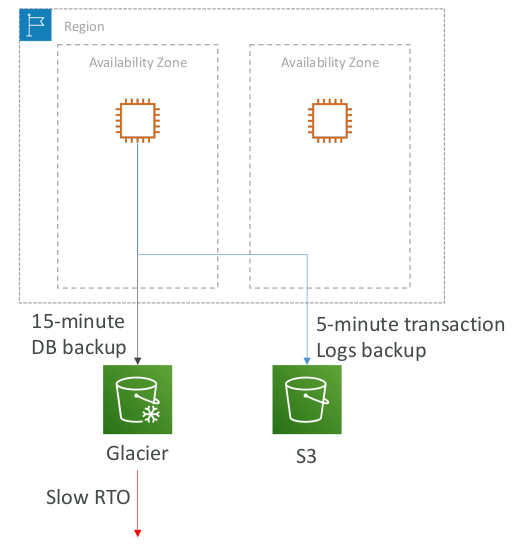 Region
Availability Zone
Availability Zone
15-minute
DB backup
5-minute transaction
Logs backup
Glacier
S3
Slow RTO